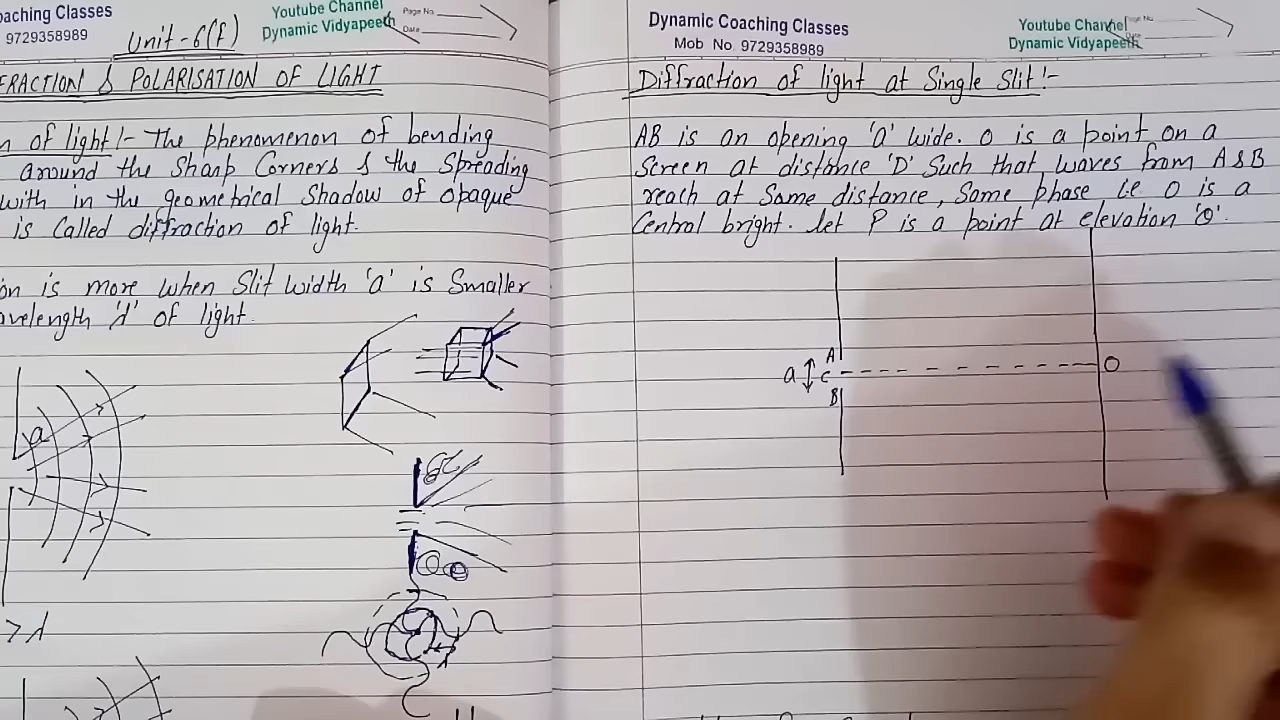 oaching Classes
9729358989
Unit-6(f)
Youtube Channel
Dynamic Vidyapeeth
Page No.
Date
FRACTION & POLARISATION OF LIGHT
n of light!- The phenomenon of bending
around the Sharp Corners & the Spreading
with in the geometrical Shadow of opaque
is Called diffraction of light.
on is more when Slit width 'a' is Smaller
avelength 'λ' of light.
a
> λ
Dynamic Coaching Classes
Mob No. 9729358989
Youtube Channel
Dynamic Vidyapeeth
Diffraction of light at Single Slit!-
AB is an opening 'a' wide. O is a point on a
Screen at distance 'D' Such that, waves from A & B
reach at Same distance, Same phase i.e O is a
Central bright. let P is a point at elevation 'θ'.
A
a C O
B